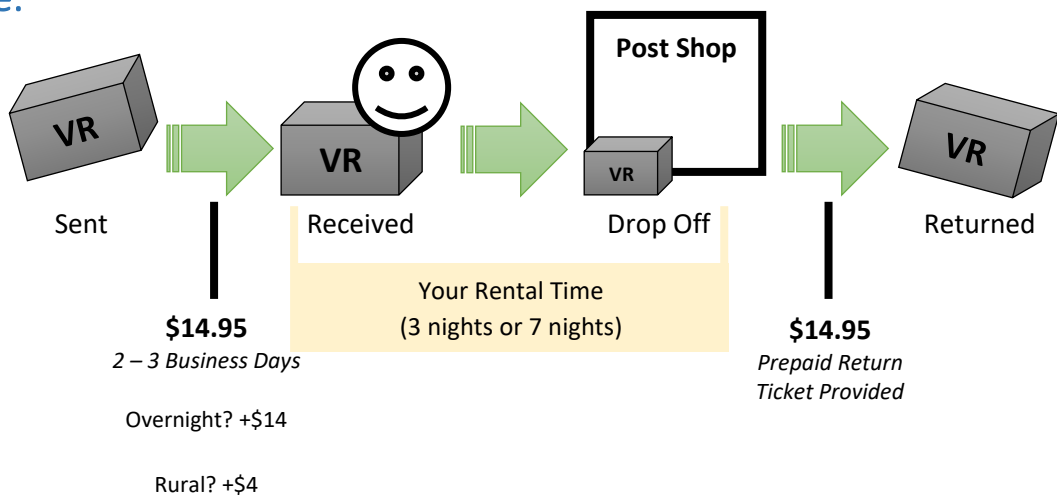 e.
Post Shop
VR
VR
VR
VR
Sent
Received
Drop Off
Returned
Your Rental Time
(3 nights or 7 nights)
$14.95
2 – 3 Business Days
Overnight? +$14
Rural? +$4
$14.95
Prepaid Return
Ticket Provided